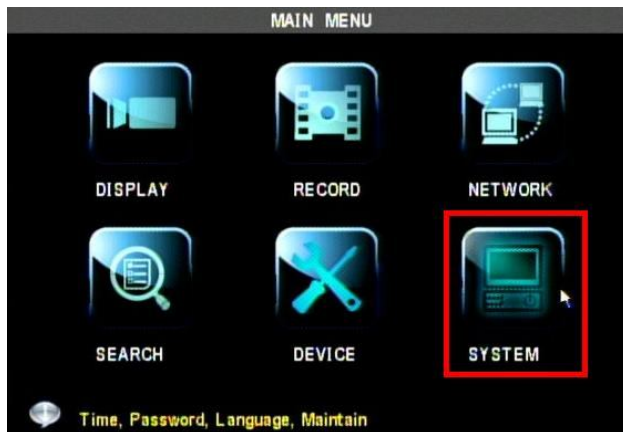 MAIN MENU
DISPLAY RECORD NETWORK
SEARCH DEVICE SYSTEM
Time, Password, Language, Maintain